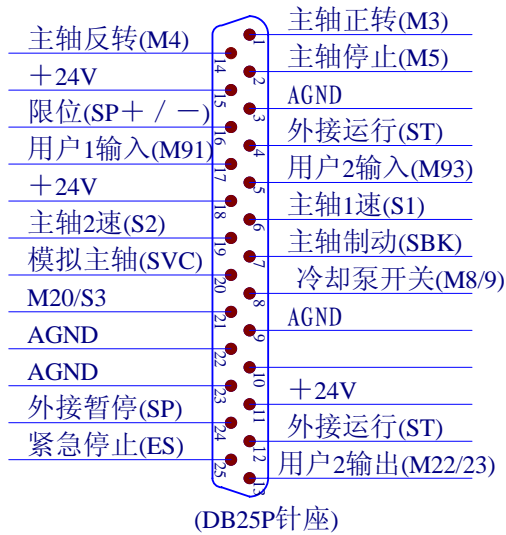 主轴正转(M3)
1
主轴反转(M4)
14
主轴停止(M5)
2
＋24V
15
AGND
3
限位(SP＋／－)
16
外接运行(ST)
4
用户1输入(M91)
17
用户2输入(M93)
5
＋24V
18
主轴1速(S1)
6
主轴2速(S2)
19
主轴制动(SBK)
7
模拟主轴(SVC)
20
冷却泵开关(M8/9)
8
M20/S3
21
AGND
9
AGND
22
10
AGND
23
＋24V
11
外接暂停(SP)
24
外接运行(ST)
12
紧急停止(ES)
25
用户2输出(M22/23)
13
(DB25P针座)